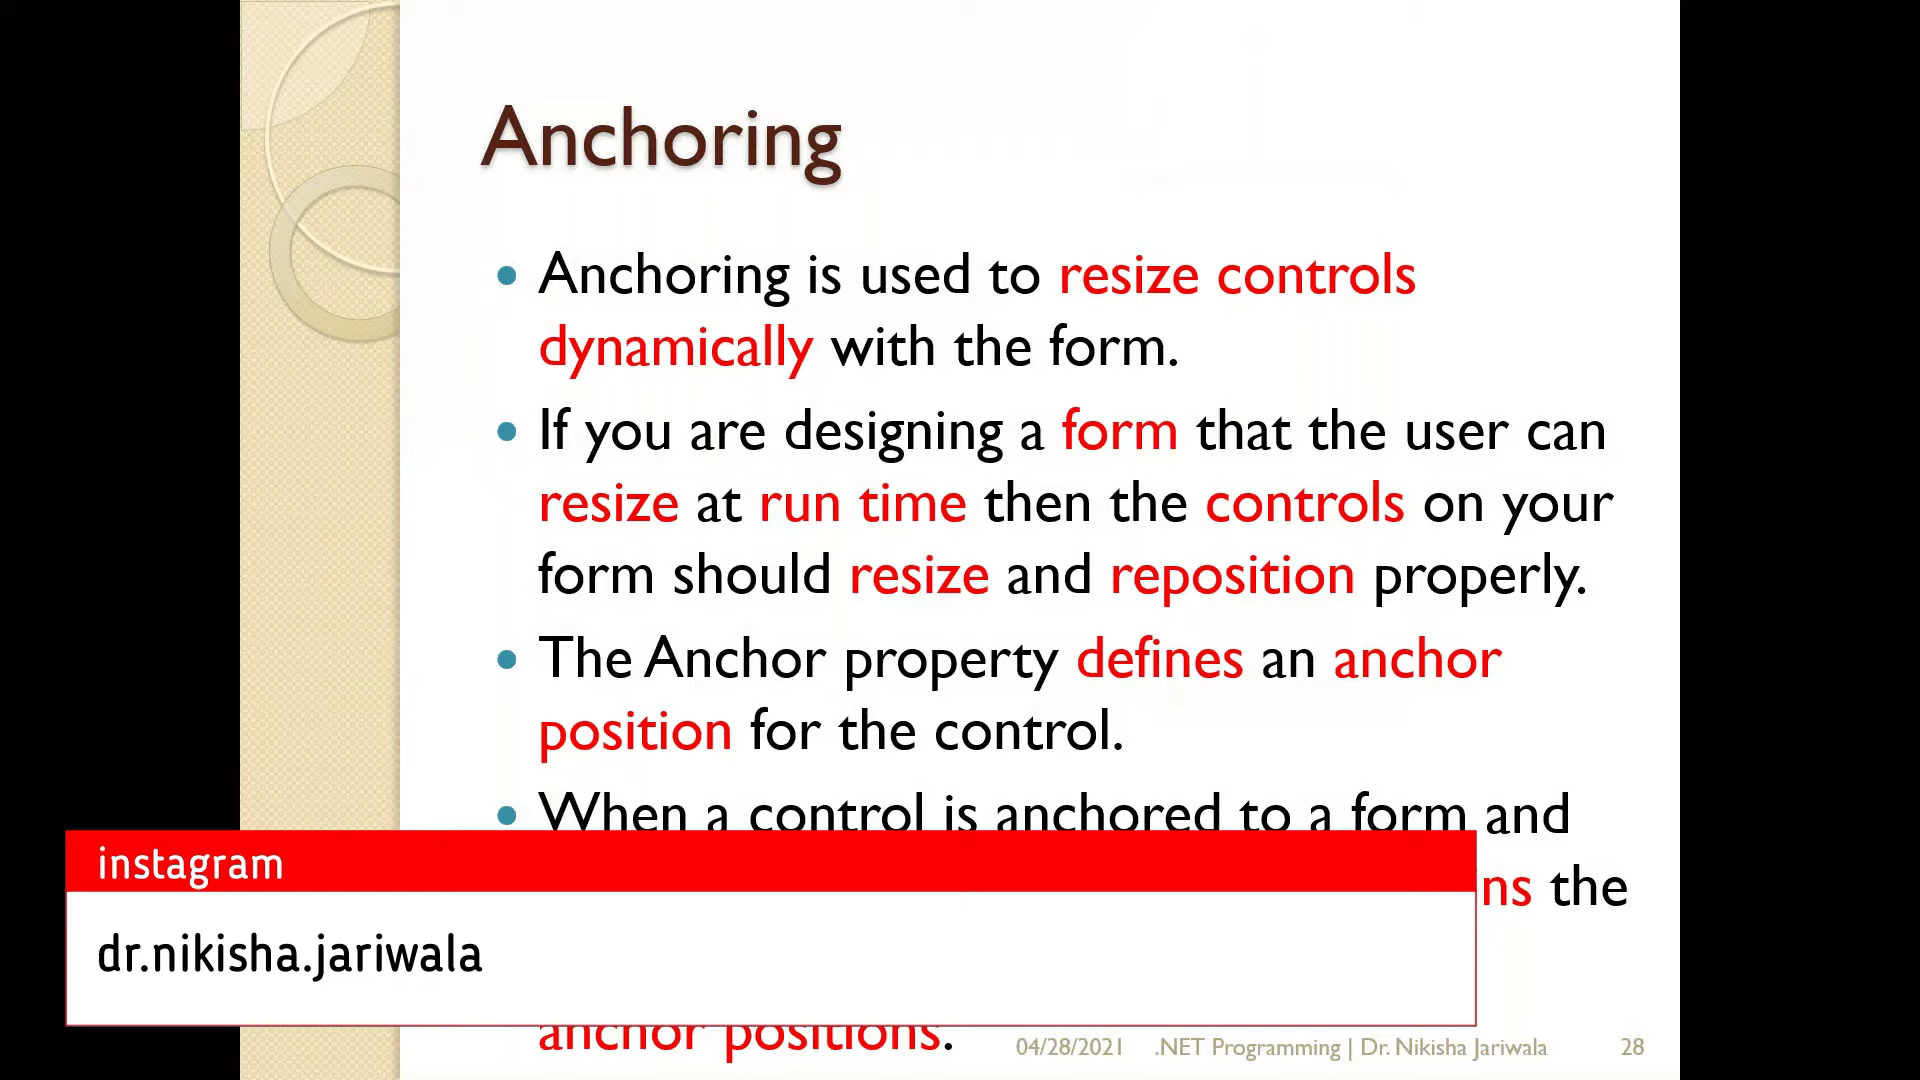 Anchoring
• Anchoring is used to resize controls
dynamically with the form.
• If you are designing a form that the user can
resize at run time then the controls on your
form should resize and reposition properly.
• The Anchor property defines an anchor
position for the control.
• When a control is anchored to a form and
the
instagram
dr.nikisha.jariwala
anchor positions.
04/28/2021 .NET Programming | Dr. Nikisha Jariwala 28